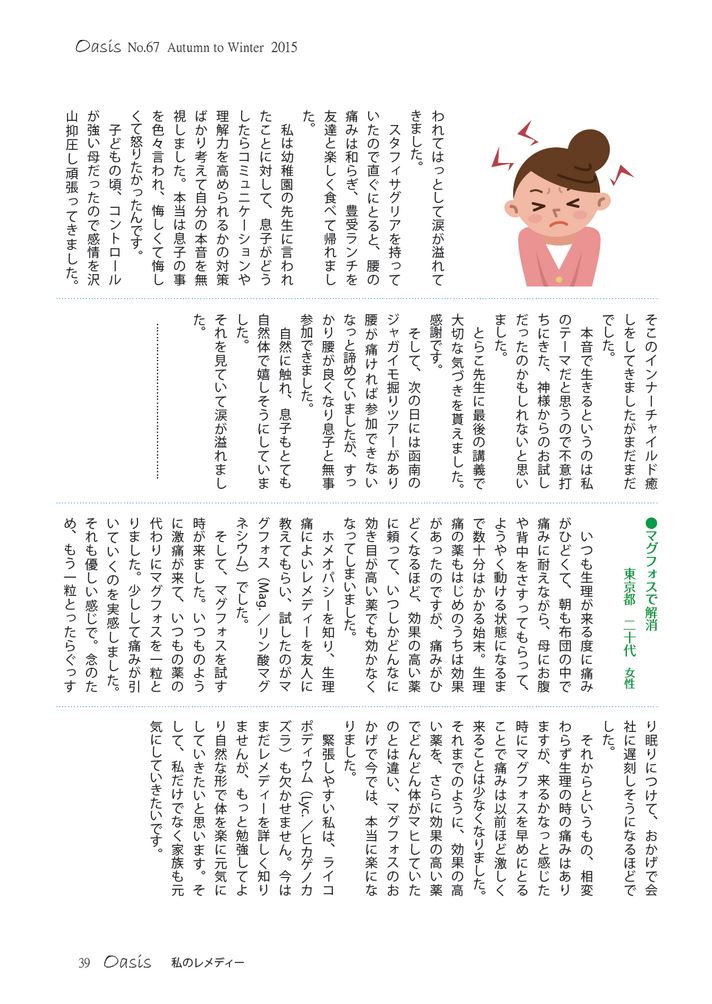 Oasis No.67 Autumn to Winter 2015
われてはっとして涙が溢れて
きました。
スタフィサグリアを持って
いたので直ぐにとると、腰の
痛みは和らぎ、豊受ランチを
友達と楽しく食べて帰れまし
た。
私は幼稚園の先生に言われ
たことに対して、息子がどう
したらコミュニケーションや
理解力を高められるかの対策
ばかり考えて自分の本音を無
視しました。本当は息子の事
を色々言われ、悔しくて悔し
くて怒りたかったんです。
子どもの頃、コントロール
が強い母だったので感情を沢
山抑圧し頑張ってきました。
そこのインナーチャイルド癒
しをしてきましたがまだまだ
でした。
本音で生きるというのは私
のテーマだと思うので不意打
ちにきた、神様からのお試し
だったのかもしれないと思い
ました。
とらこ先生に最後の講義で
大切な気づきを貰えました。
感謝です。
そして、次の日には函南の
ジャガイモ掘りツアーがあり
腰が痛ければ参加できない
なっと諦めていましたが、すっ
かり腰が良くなり息子と無事
参加できました。
自然に触れ、息子もとても
自然体で嬉しそうにしていま
した。
それを見ていて涙が溢れまし
た。
●マグフォスで解消
東京都 二十代 女性
いつも生理が来る度に痛み
がひどくて、朝も布団の中で
痛みに耐えながら、母にお腹
や背中をさすってもらって、
ようやく動ける状態になるま
で数十分はかかる始末。生理
痛の薬もはじめのうちは効果
があったのですが、痛みがひ
どくなるほど、効果の高い薬
に頼って、いつしかどんなに
効き目が高い薬でも効かなく
なってしまいました。
ホメオパシーを知り、生理
痛によいレメディーを友人に
教えてもらい、試したのがマ
グフォス（Mag.／リン酸マグ
ネシウム）でした。
そして、マグフォスを試す
時が来ました。いつものよう
に激痛が来て、いつもの薬の
代わりにマグフォスを一粒と
りました。少しして痛みが引
いていくのを実感しました。
それも優しい感じで。念のた
め、もう一粒とったらぐっす
り眠りにつけて、おかげで会
社に遅刻しそうになるほどで
した。
それからというもの、相変
わらず生理の時の痛みはあり
ますが、来るかなっと感じた
時にマグフォスを早めにとる
ことで痛みは以前ほど激しく
来ることは少なくなりました。
それまでのように、効果の高
い薬を、さらに効果の高い薬
でどんどん体がマヒしていた
のとは違い、マグフォスのお
かげで今では、本当に楽にな
りました。
緊張しやすい私は、ライコ
ポディウム（Lyc.／ヒカゲノカ
ズラ）も欠かせません。今は
まだレメディーを詳しく知り
ませんが、もっと勉強してよ
り自然な形で体を楽に元気に
していきたいと思います。そ
して、私だけでなく家族も元
気にしていきたいです。
39 Oasis 私のレメディー